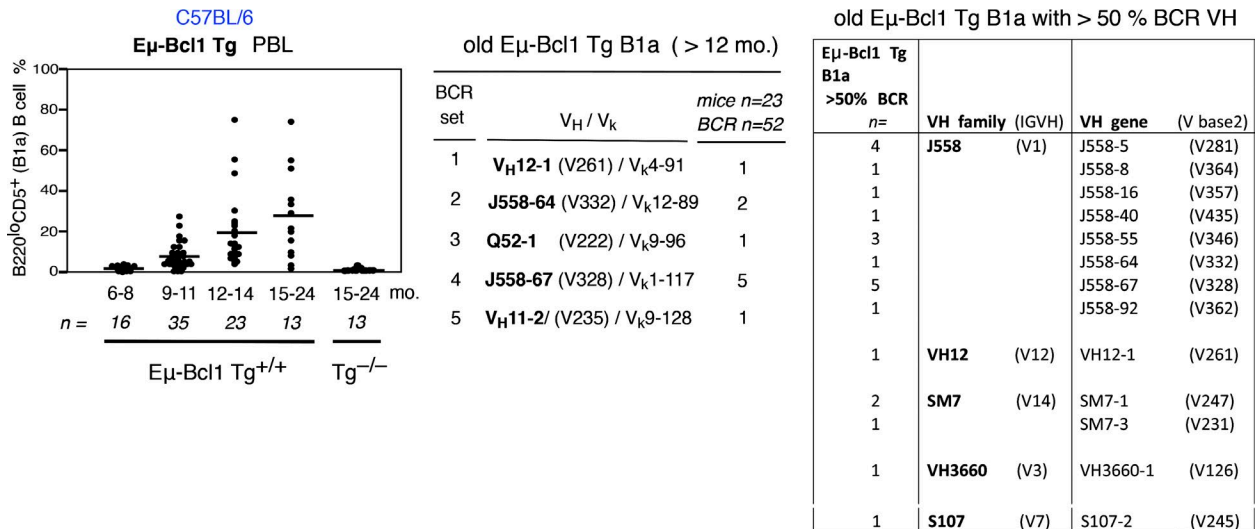 C57BL/6
Eμ-Bcl1 Tg PBL
B220loCD5+ (B1a) B cell %
100
80
60
40
20
0
6-8 9-11 12-14 15-24 15-24 mo.
n = 16 35 23 13 13
Eμ-Bcl1 Tg+/+ Tg–/–
old Eμ-Bcl1 Tg B1a ( > 12 mo.)
BCR set VH / Vk mice n=23 BCR n=52
1 VH12-1 (V261) / Vk4-91 1
2 J558-64 (V332) / Vk12-89 2
3 Q52-1 (V222) / Vk9-96 1
4 J558-67 (V328) / Vk1-117 5
5 VH11-2/ (V235) / Vk9-128 1
old Eμ-Bcl1 Tg B1a with > 50 % BCR VH
Eμ-Bcl1 Tg
B1a
>50% BCR
n= VH family (IGVH) VH gene (V base2)
4 J558 (V1) J558-5 (V281)
1 J558-8 (V364)
1 J558-16 (V357)
1 J558-40 (V435)
3 J558-55 (V346)
1 J558-64 (V332)
5 J558-67 (V328)
1 J558-92 (V362)
1 VH12 (V12) VH12-1 (V261)
2 SM7 (V14) SM7-1 (V247)
1 SM7-3 (V231)
1 VH3660 (V3) VH3660-1 (V126)
1 S107 (V7) S107-2 (V245)